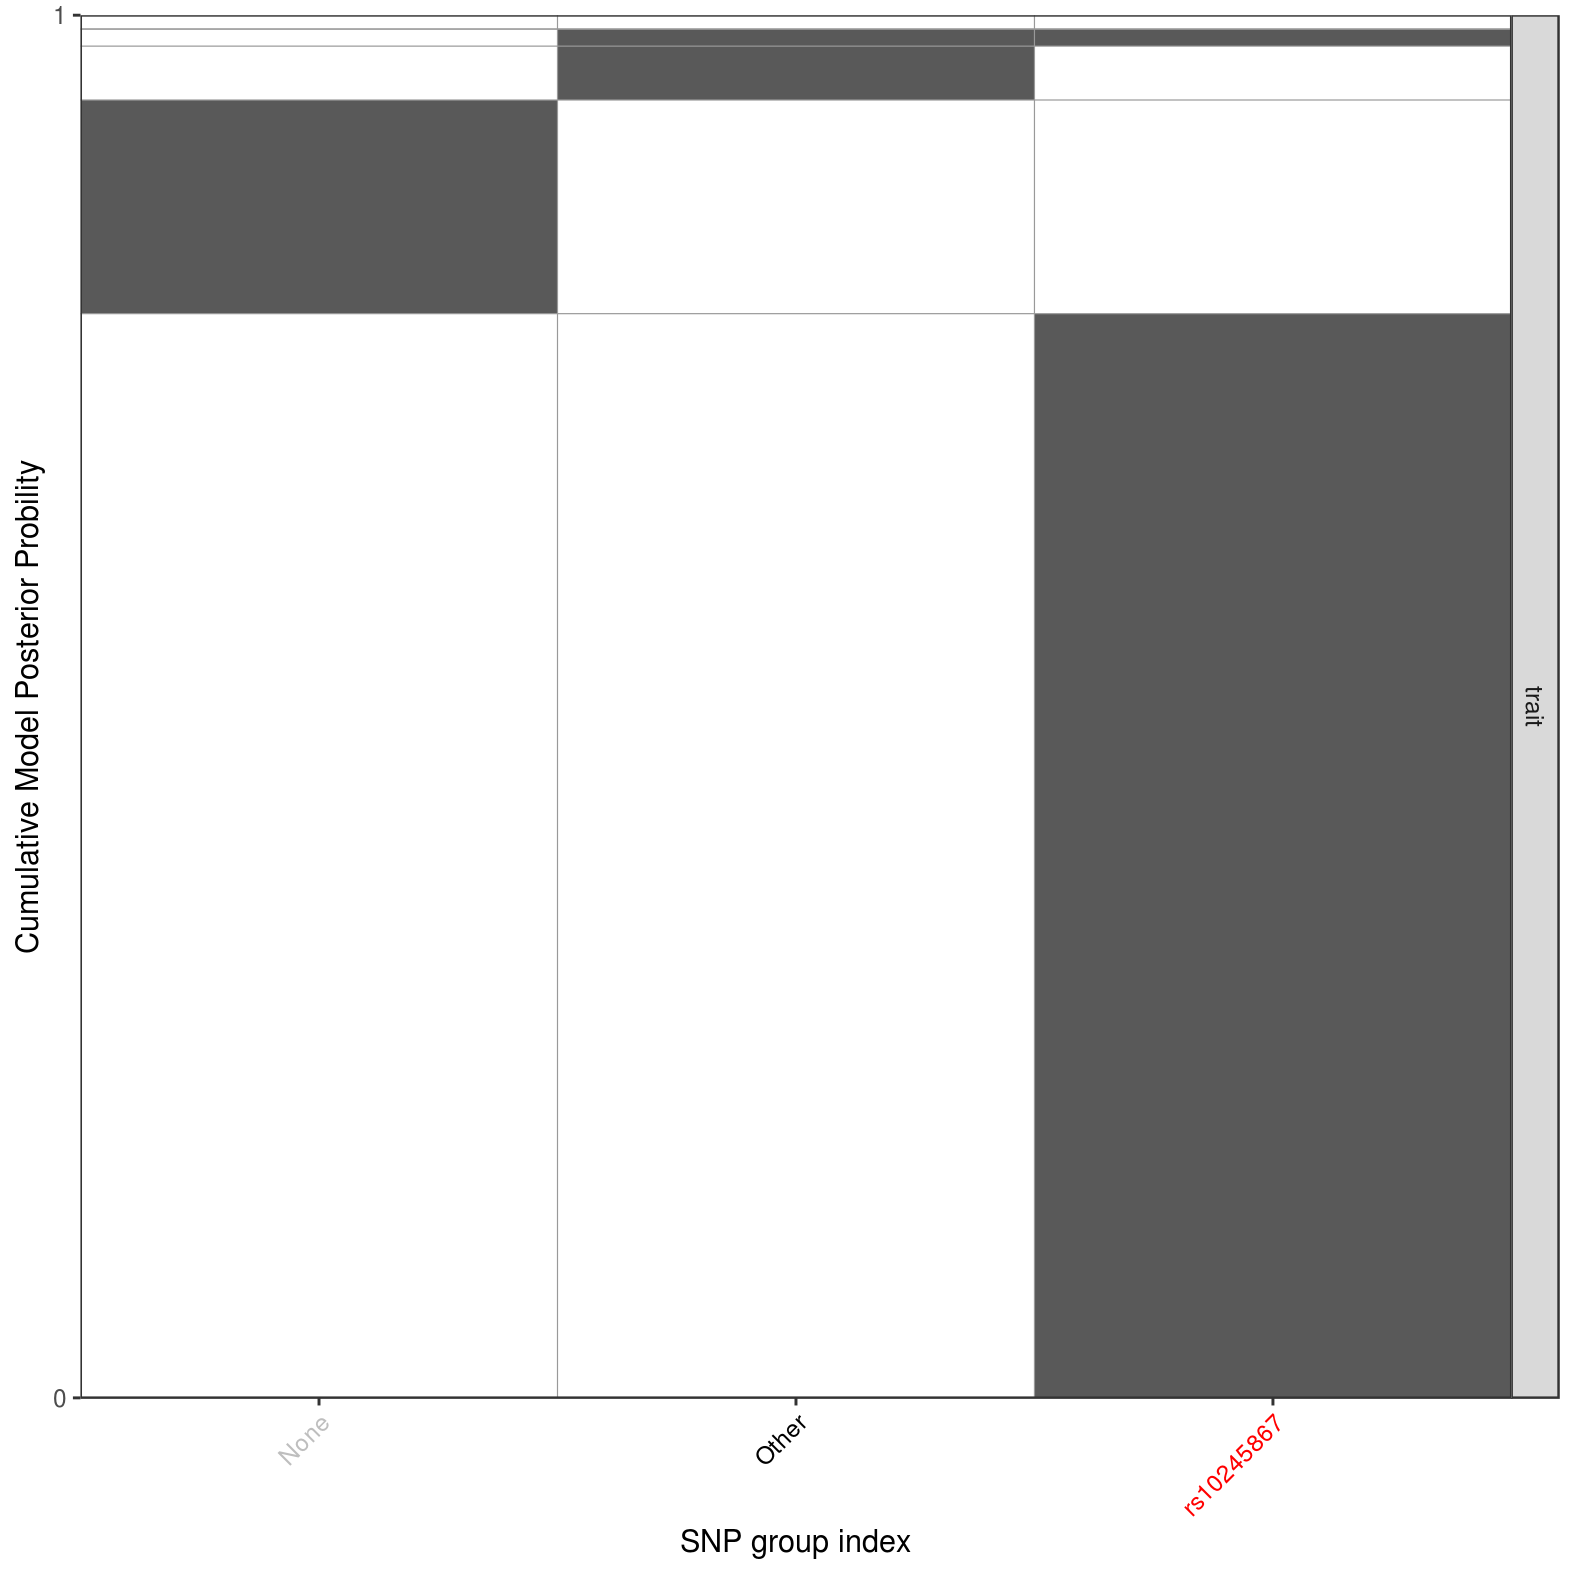 1
Cumulative Model Posterior Probility
trait
0
None
Other
rs10245867
SNP group index